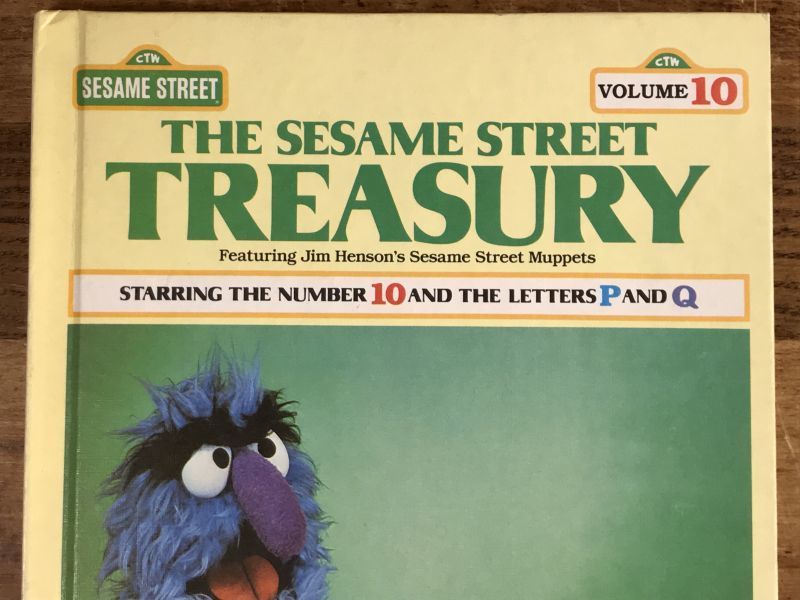 CTW
SESAME STREET
CTW
VOLUME 10
THE SESAME STREET
TREASURY
Featuring Jim Henson's Sesame Street Muppets
STARRING THE NUMBER 10 AND THE LETTERS P AND Q